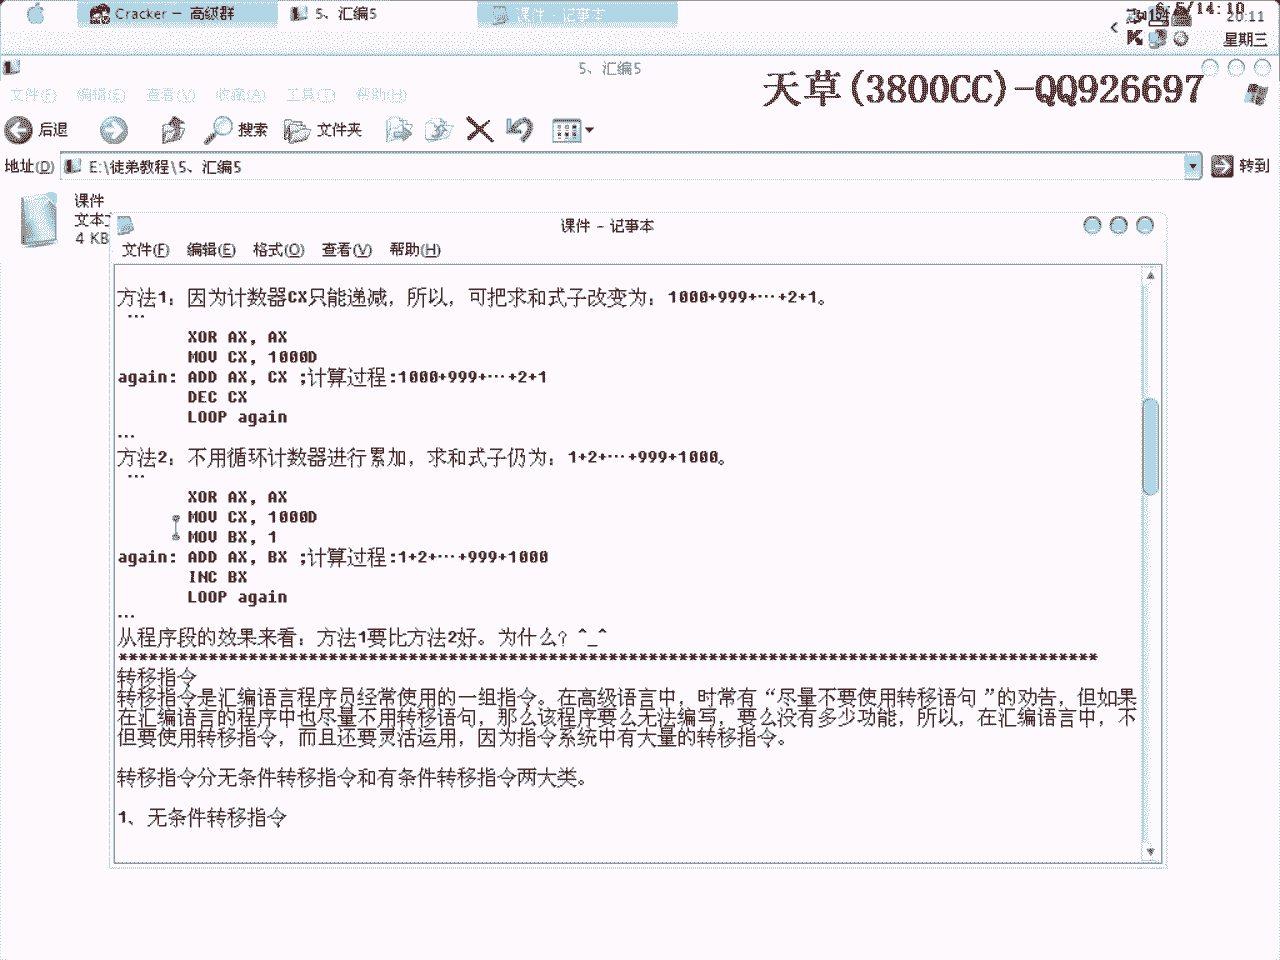 Cracker — 高级群
5、汇编5
课件 - 记事本
6:5/14:10
20:11
星期三
5、汇编5
天草(3800CC)-QQ926697
文件(F) 编辑(E) 查看(V) 收藏(A) 工具(T) 帮助(H)
后退
搜索
文件夹
地址(D)
E:\徒弟教程\5、汇编5
转到
课件
文本
4 KB
课件 - 记事本
文件(F) 编辑(E) 格式(O) 查看(V) 帮助(H)
方法1：因为计数器CX只能递减，所以，可把求和式子改变为：1000+999+…+2+1。
…
XOR AX, AX
MOV CX, 1000D
again: ADD AX, CX ;计算过程:1000+999+…+2+1
DEC CX
LOOP again
…
方法2：不用循环计数器进行累加，求和式子仍为：1+2+…+999+1000。
…
XOR AX, AX
MOV CX, 1000D
MOV BX, 1
again: ADD AX, BX ;计算过程:1+2+…+999+1000
INC BX
LOOP again
…
从程序段的效果来看：方法1要比方法2好。为什么？^_^
**************************************************************************************************
转移指令
转移指令是汇编语言程序员经常使用的一组指令。在高级语言中，时常有“尽量不要使用转移语句”的劝告，但如果
在汇编语言的程序中也尽量不用转移语句，那么该程序要么无法编写，要么没有多少功能，所以，在汇编语言中，不
但要使用转移指令，而且还要灵活运用，因为指令系统中有大量的转移指令。
转移指令分无条件转移指令和有条件转移指令两大类。
1、无条件转移指令